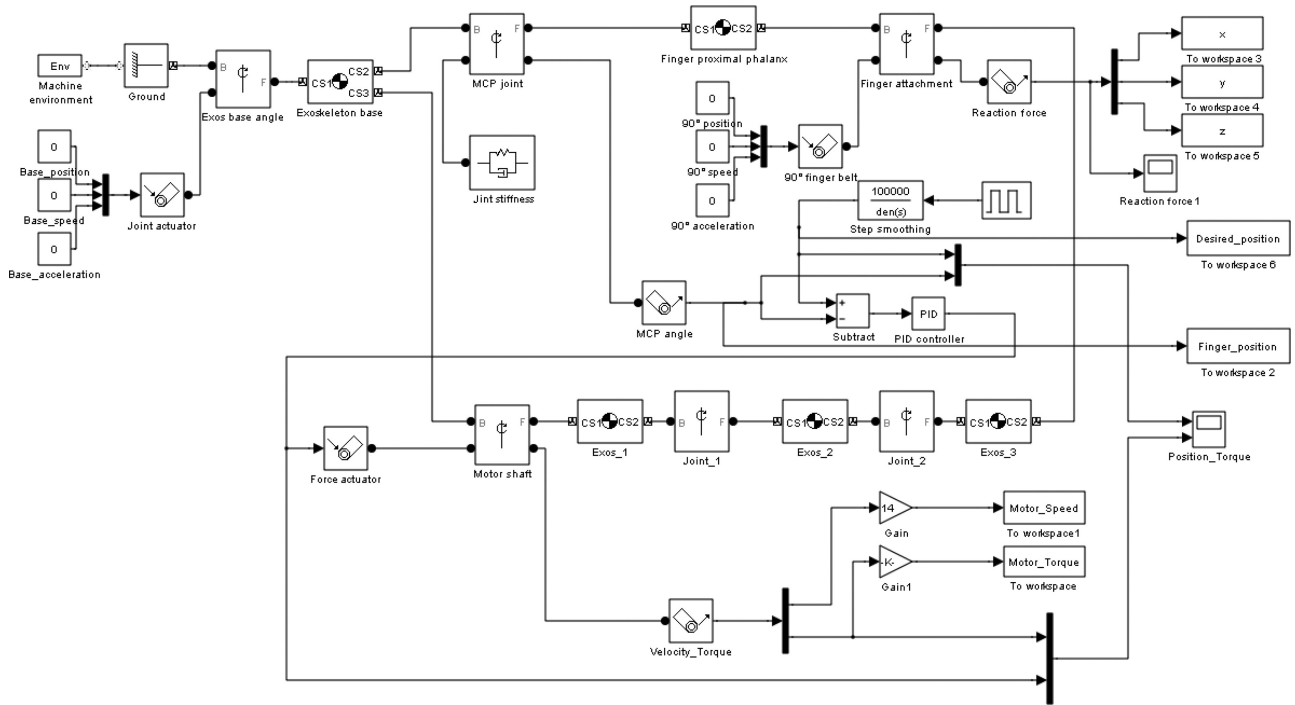 Env
Machine
environment
Ground
B
F
Exos base angle
CS1
CS2
CS3
Exoskeleton base
B
F
MCP joint
CS1
CS2
Finger proximal phalanx
B
F
Finger attachment
Reaction force
x
To workspace 3
y
To workspace 4
z
To workspace 5
Reaction force 1
0
Base_position
0
Base_speed
0
Base_acceleration
Joint actuator
Jint stiffness
0
90° position
0
90° speed
0
90° acceleration
90° finger belt
100000
den(s)
Step smoothing
Desired_position
To workspace 6
MCP angle
+
−
Subtract
PID
PID controller
Finger_position
To workspace 2
Force actuator
B
F
Motor shaft
CS1
CS2
Exos_1
B
F
Joint_1
CS1
CS2
Exos_2
B
F
Joint_2
CS1
CS2
Exos_3
Position_Torque
14
Gain
Motor_Speed
To workspace1
-K-
Gain1
Motor_Torque
To workspace
Velocity_Torque